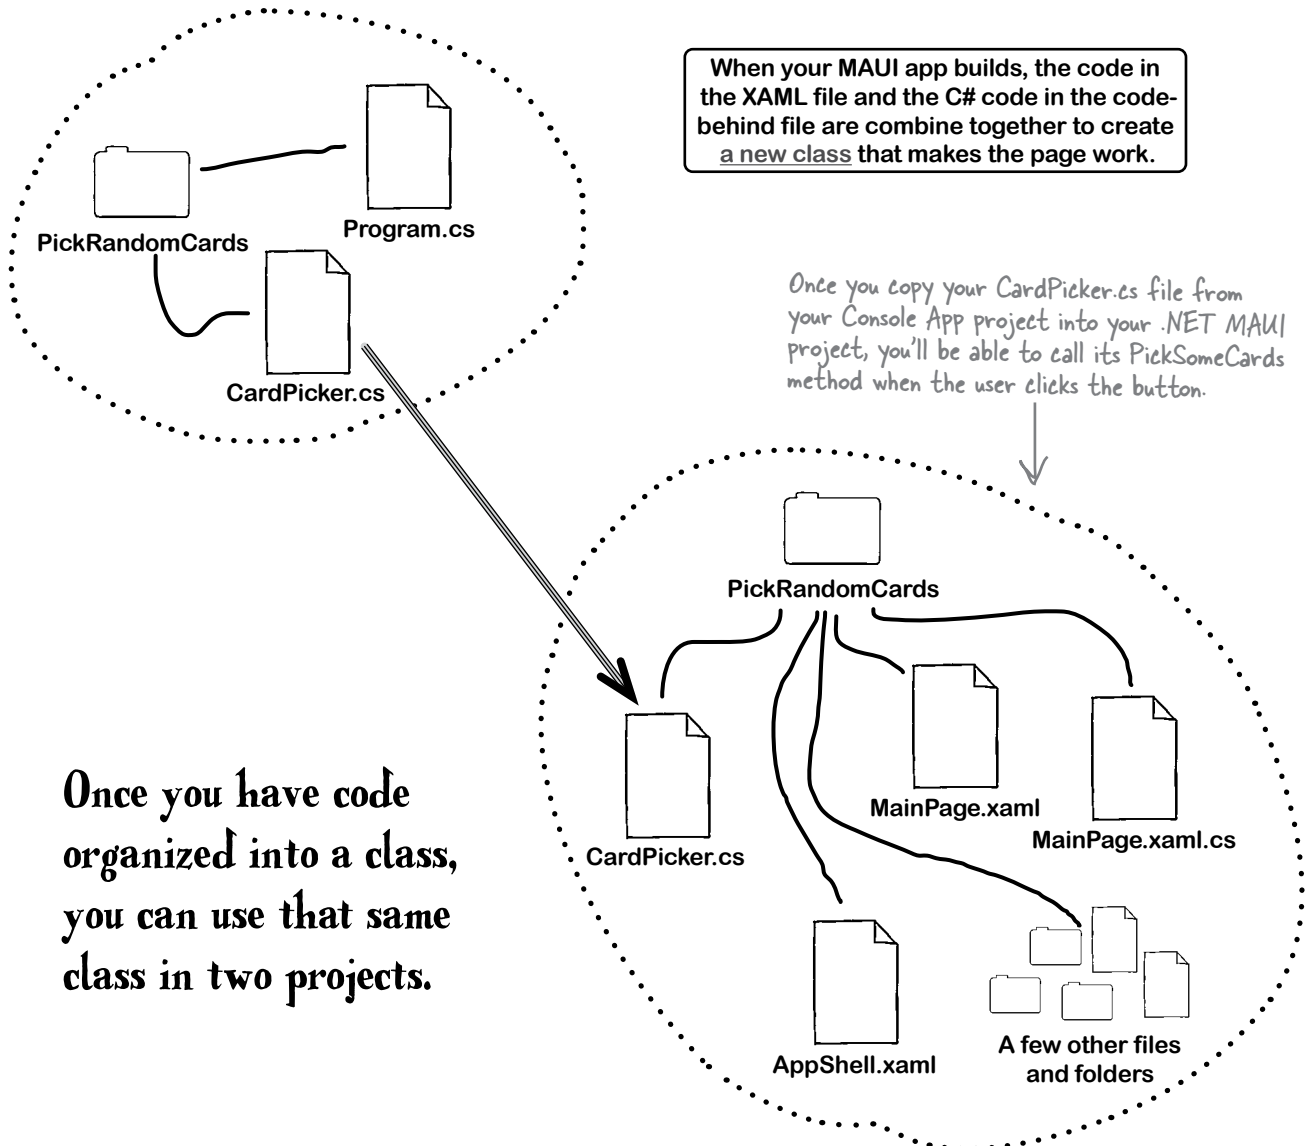 When your MAUI app builds, the code in
the XAML file and the C# code in the code-
behind file are combine together to create
a new class that makes the page work.
Program.cs
PickRandomCards
CardPicker.cs
Once you copy your CardPicker.cs file from
your Console App project into your .NET MAUI
project, you'll be able to call its PickSomeCards
method when the user clicks the button.
PickRandomCards
CardPicker.cs
MainPage.xaml
MainPage.xaml.cs
AppShell.xaml
A few other files
and folders
Once you have code
organized into a class,
you can use that same
class in two projects.